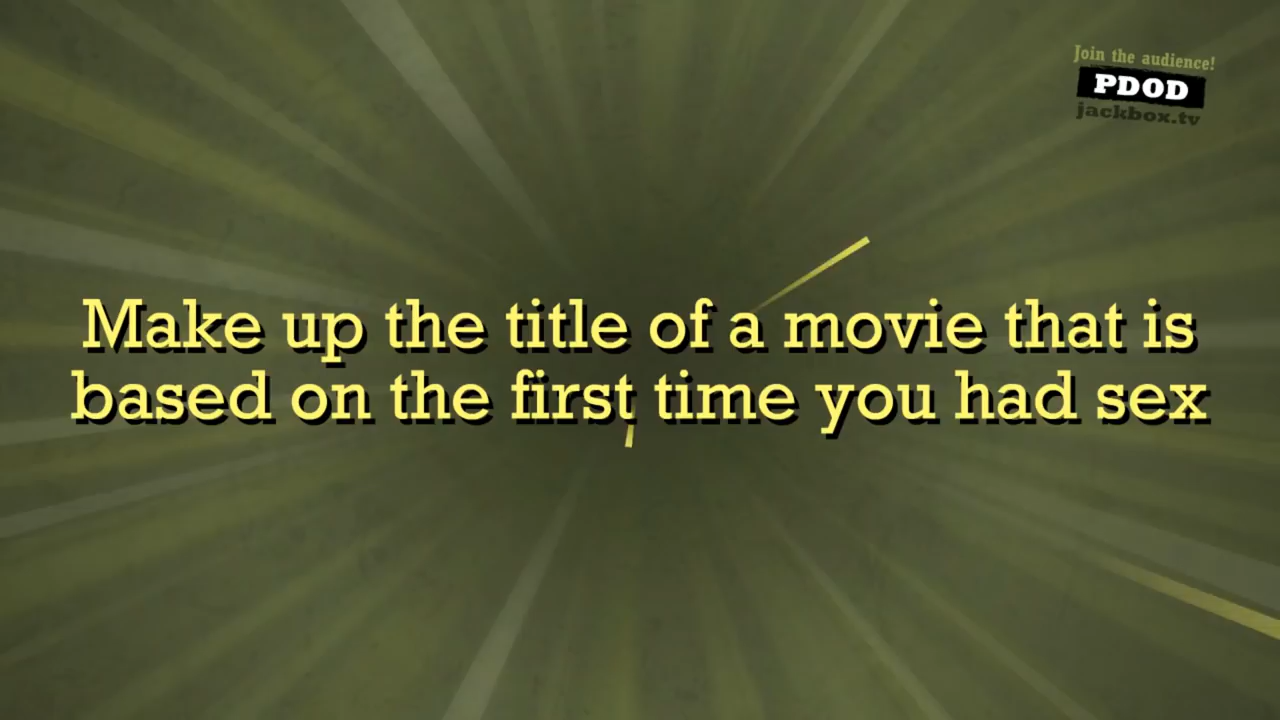 Join the audience!
PDOD
jackbox.tv
Make up the title of a movie that is
based on the first time you had sex